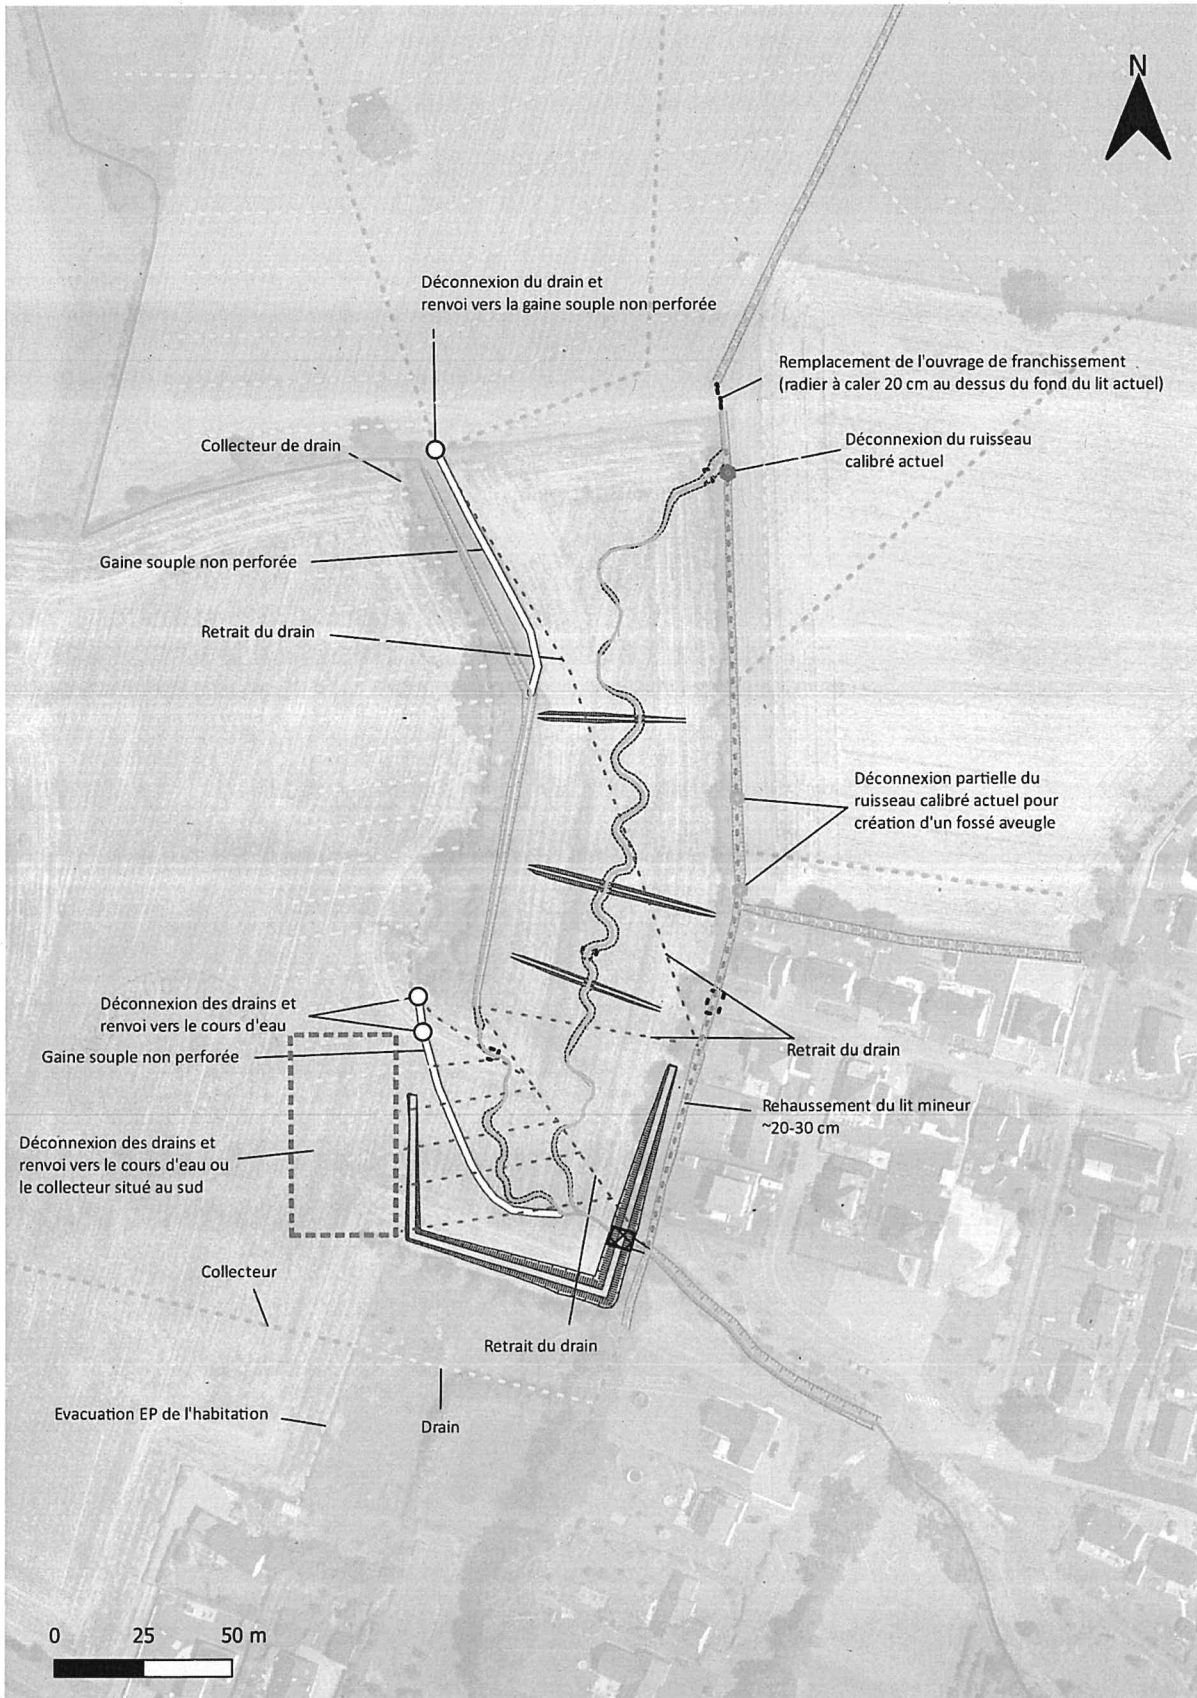 N
Déconnexion du drain et
renvoi vers la gaine souple non perforée
Remplacement de l'ouvrage de franchissement
(radier à caler 20 cm au dessus du fond du lit actuel)
Collecteur de drain
Déconnexion du ruisseau
calibré actuel
Gaine souple non perforée
Retrait du drain
Déconnexion partielle du
ruisseau calibré actuel pour
création d'un fossé aveugle
Déconnexion des drains et
renvoi vers le cours d'eau
Gaine souple non perforée
Retrait du drain
Rehaussement du lit mineur
~20-30 cm
Déconnexion des drains et
renvoi vers le cours d'eau ou
le collecteur situé au sud
Collecteur
Retrait du drain
Evacuation EP de l'habitation
Drain
0 25 50 m